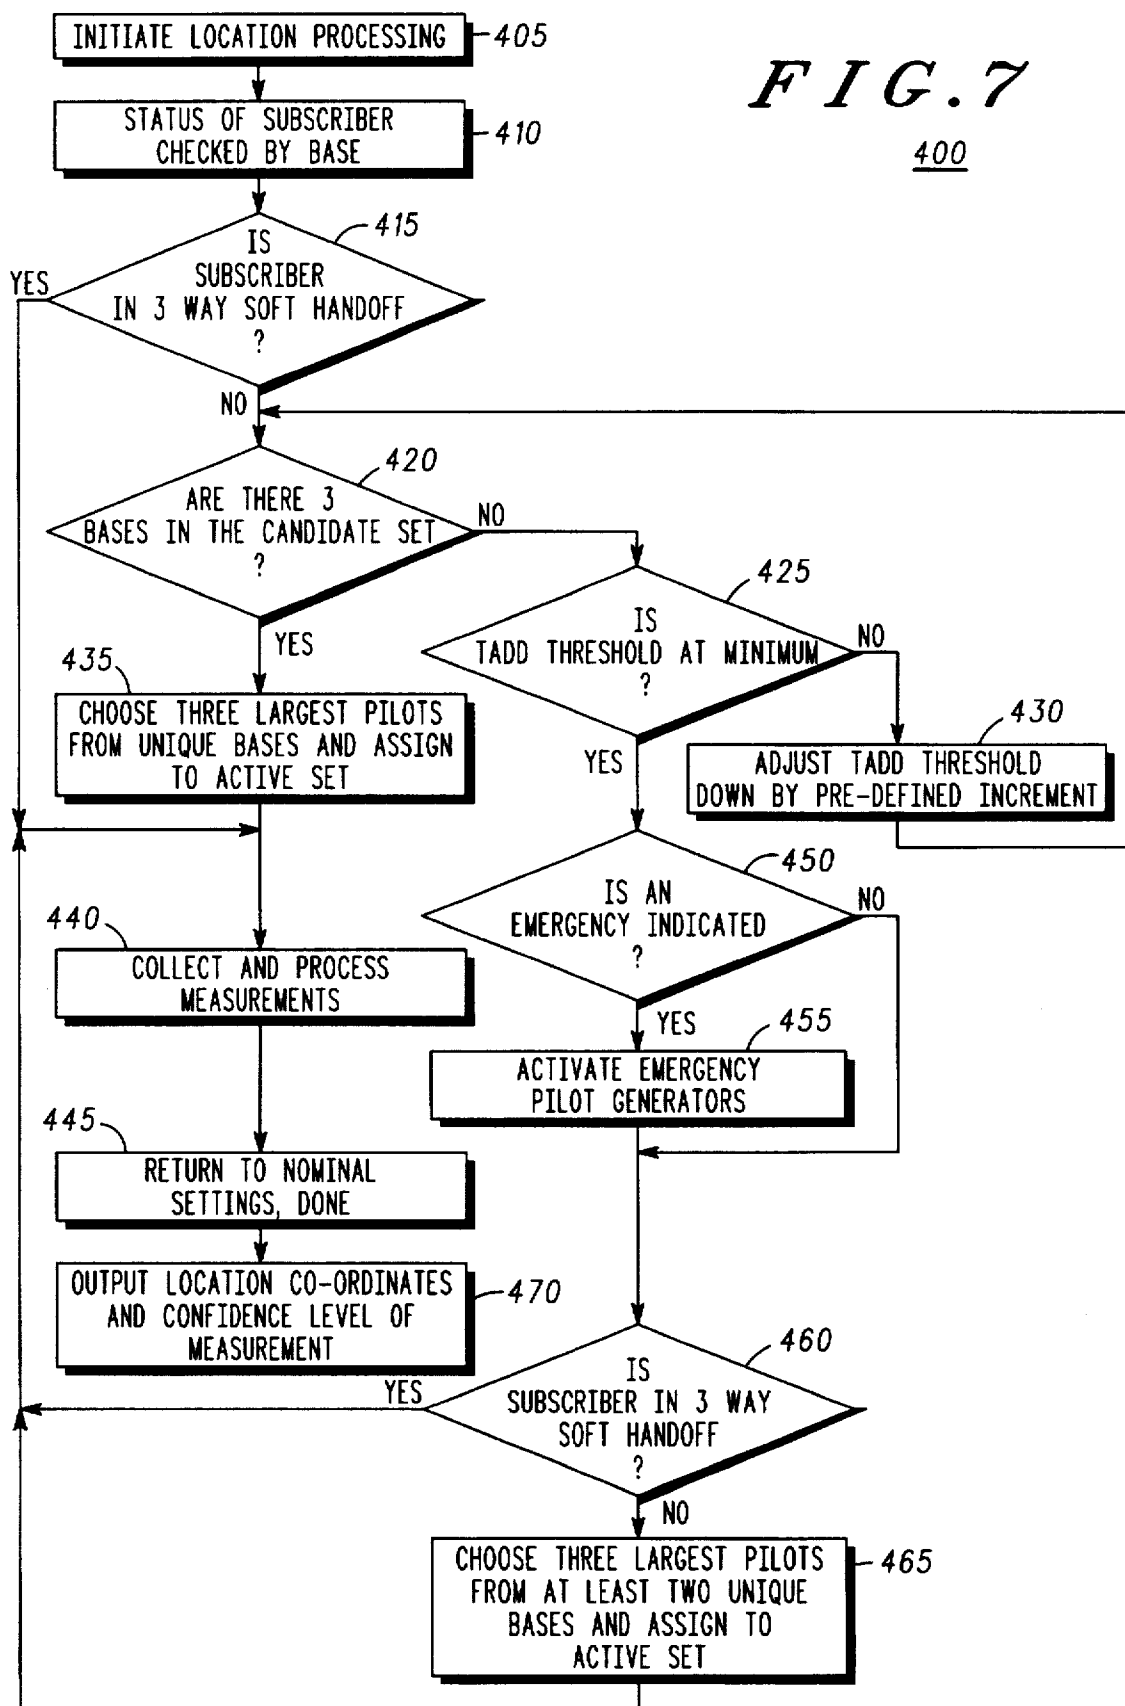 INITIATE LOCATION PROCESSING
405
FIG. 7
400
STATUS OF SUBSCRIBER
CHECKED BY BASE
410
415
IS
SUBSCRIBER
IN 3 WAY SOFT HANDOFF
?
YES
NO
420
ARE THERE 3
BASES IN THE CANDIDATE SET
?
NO
YES
425
IS
TADD THRESHOLD AT MINIMUM
?
NO
YES
430
ADJUST TADD THRESHOLD
DOWN BY PRE-DEFINED INCREMENT
435
CHOOSE THREE LARGEST PILOTS
FROM UNIQUE BASES AND ASSIGN
TO ACTIVE SET
450
IS AN
EMERGENCY INDICATED
?
NO
YES
440
COLLECT AND PROCESS
MEASUREMENTS
455
ACTIVATE EMERGENCY
PILOT GENERATORS
445
RETURN TO NOMINAL
SETTINGS, DONE
OUTPUT LOCATION CO-ORDINATES
AND CONFIDENCE LEVEL OF
MEASUREMENT
470
460
IS
SUBSCRIBER IN 3 WAY
SOFT HANDOFF
?
YES
NO
CHOOSE THREE LARGEST PILOTS
FROM AT LEAST TWO UNIQUE
BASES AND ASSIGN TO
ACTIVE SET
465